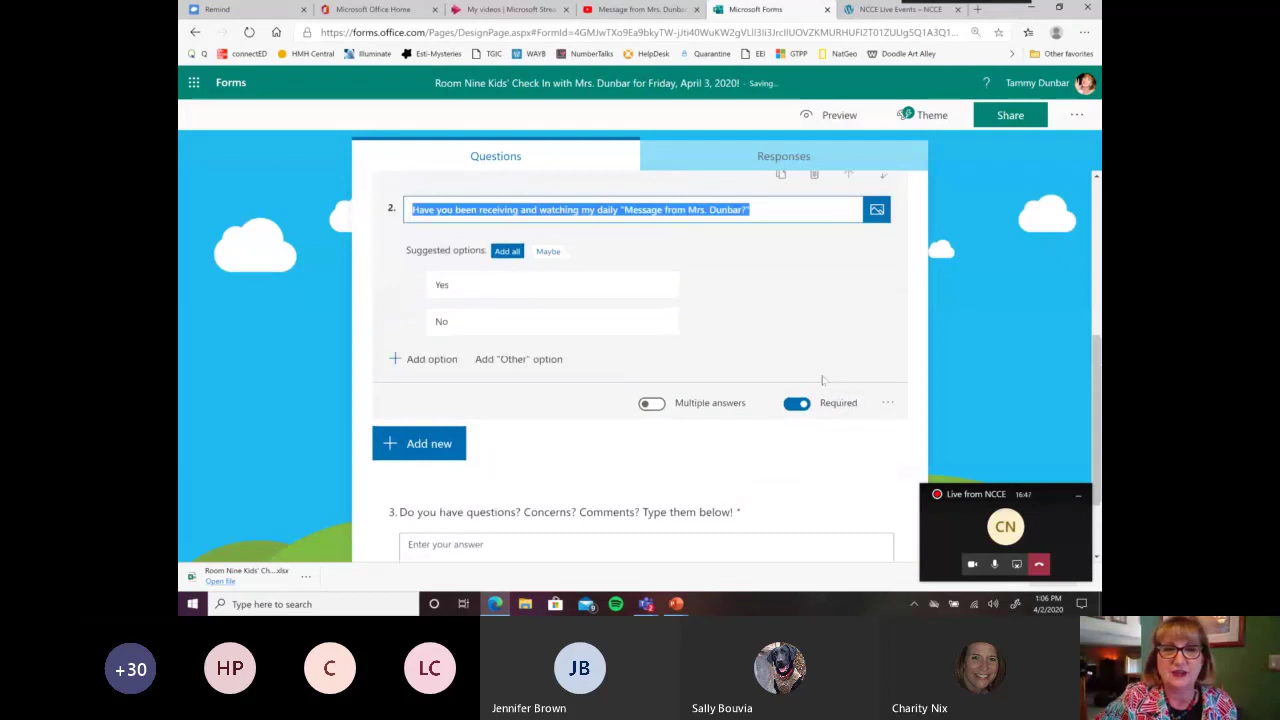 Remind
Microsoft Office Home
My videos | Microsoft Stre
Message from Mrs. Dunba
Microsoft Forms
NCCE Live Events – NCCE
https://forms.office.com/Pages/DesignPage.aspx#FormId=
Q
connectED
HMH Central
Illuminate
Esti-Mysteries
TGIC
WAYB
NumberTalks
HelpDesk
Quarantine
EEI
GTPP
NatGeo
Doodle Art Alley
Other favorites
Forms
Room Nine Kids' Check In with Mrs. Dunbar for Friday, April 3, 2020! - Saving...
?
Tammy Dunbar
Preview
Theme
Share
Questions
Responses
2. Have you been receiving and watching my daily "Message from Mrs. Dunbar?"
Suggested options: Add all Maybe
Yes
No
Add option Add "Other" option
Multiple answers Required
Add new
3. Do you have questions? Concerns? Comments? Type them below! *
Enter your answer
Live from NCCE 16:47
CN
Room Nine Kids' Ch....xlsx
Open file
Type here to search
1:06 PM
4/2/2020
+30
HP
C
LC
JB
Jennifer Brown
Sally Bouvia
Charity Nix